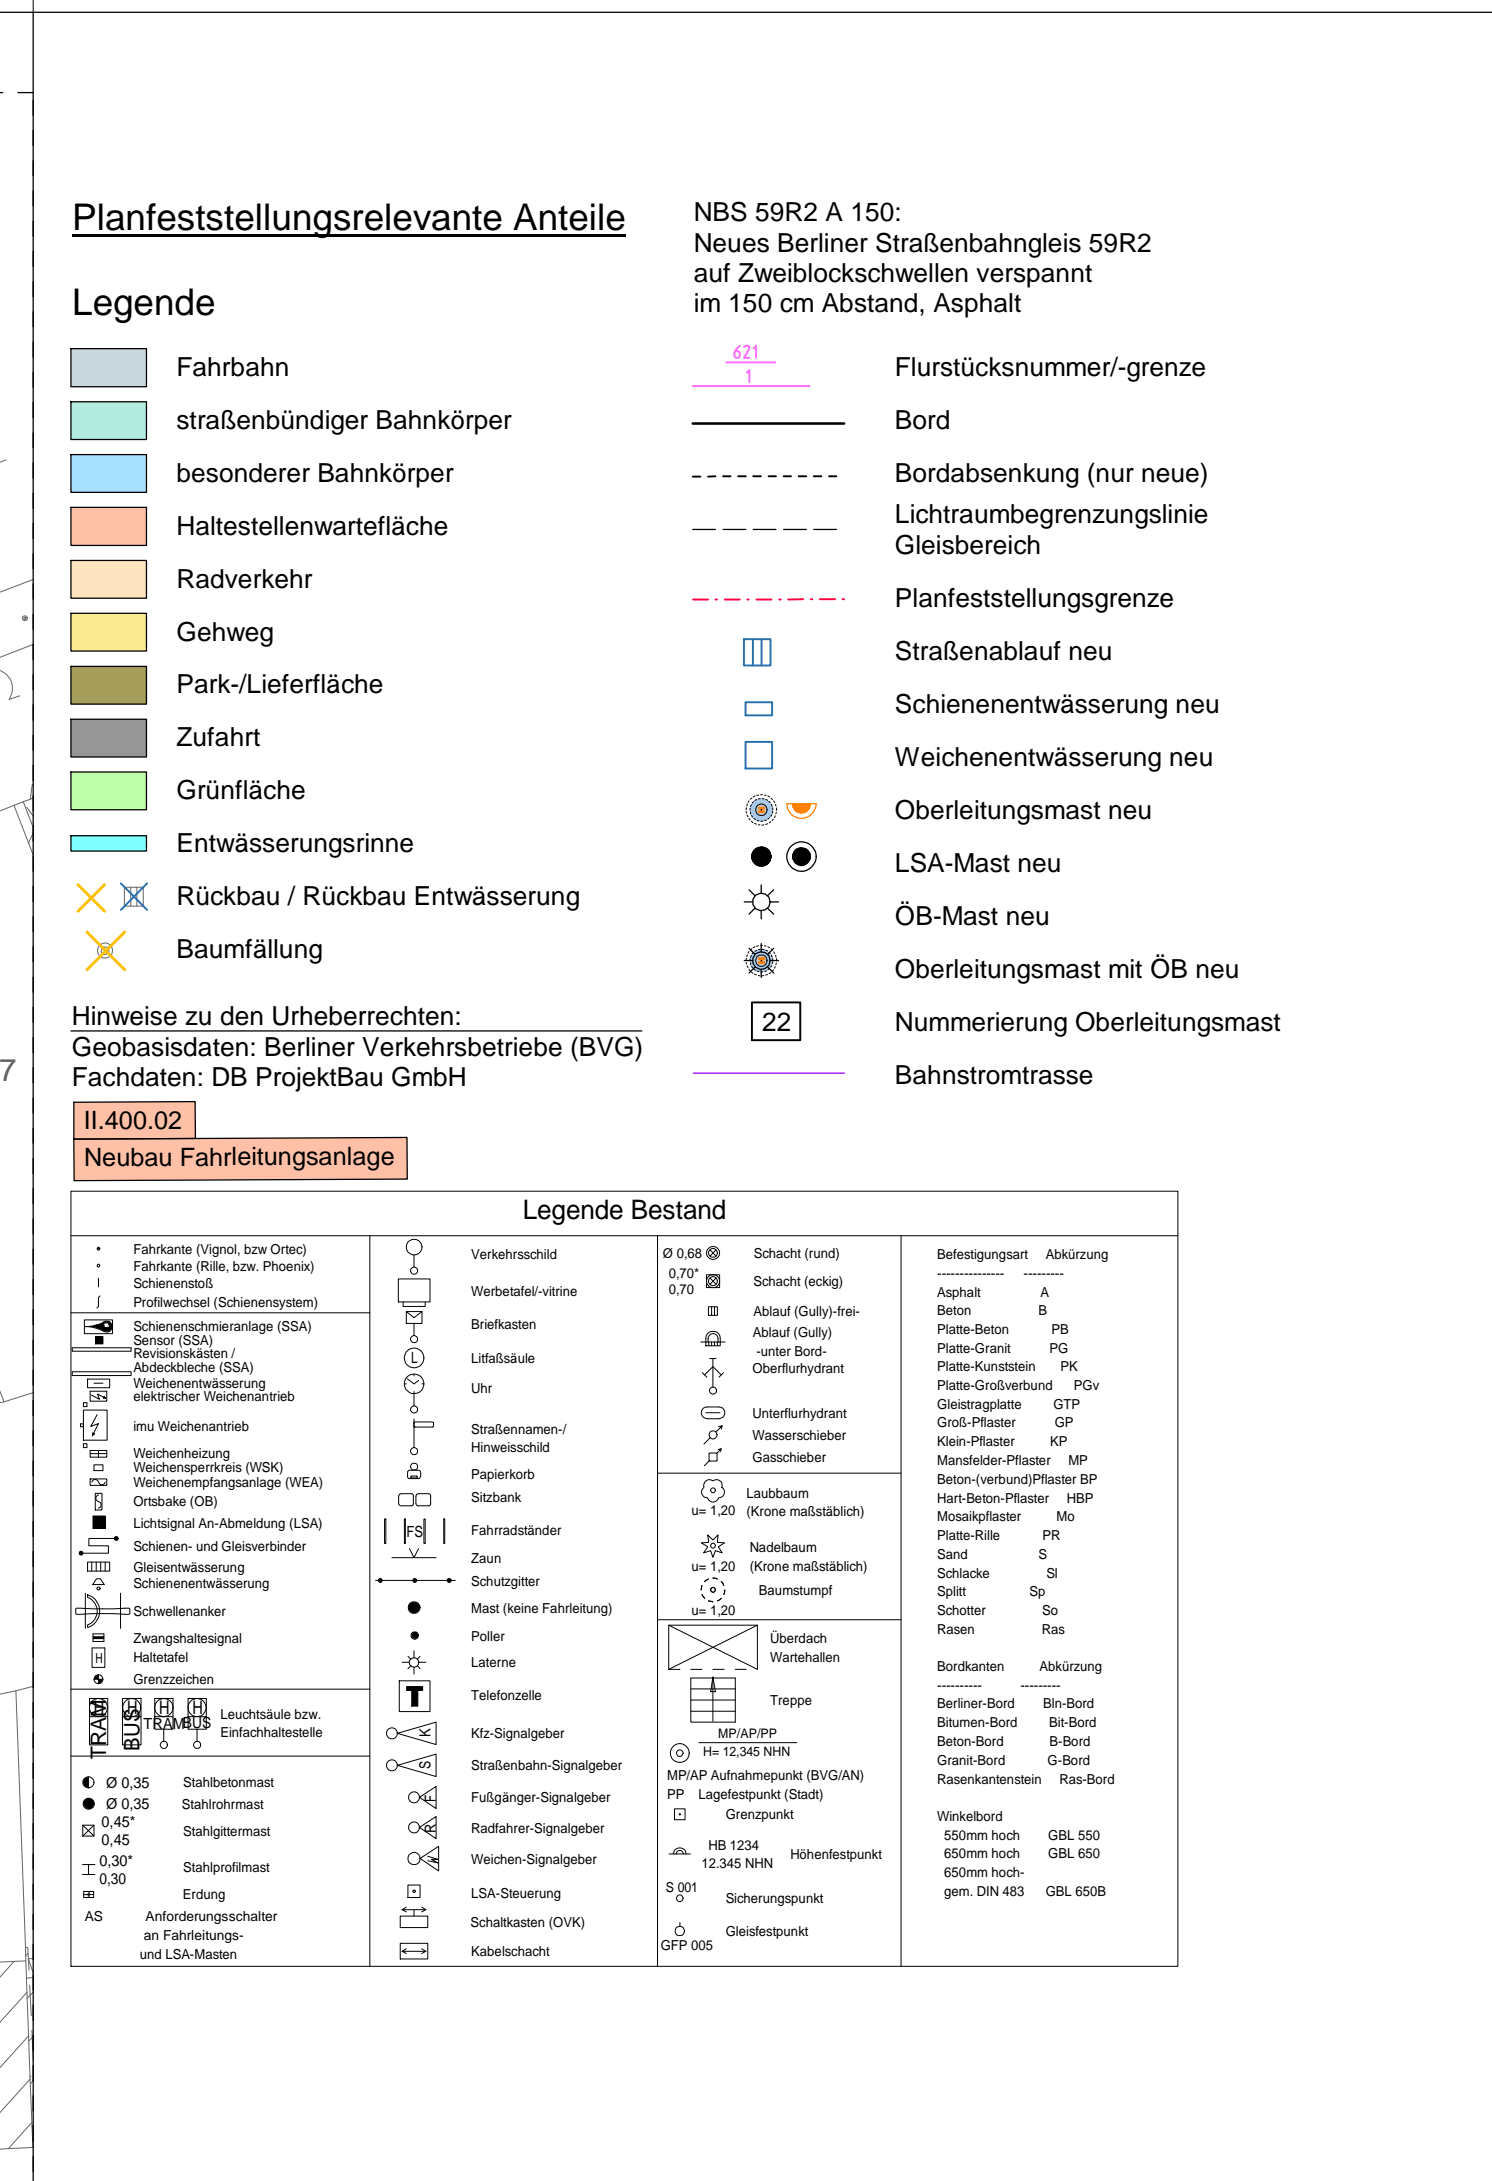 Planfeststellungsrelevante Anteile
Legende
Fahrbahn
straßenbündiger Bahnkörper
besonderer Bahnkörper
Haltestellenwartefläche
Radverkehr
Gehweg
Park-/Lieferfläche
Zufahrt
Grünfläche
Entwässerungsrinne
Rückbau / Rückbau Entwässerung
Baumfällung
Hinweise zu den Urheberrechten:
Geobasisdaten: Berliner Verkehrsbetriebe (BVG)
Fachdaten: DB ProjektBau GmbH
7
II.400.02
Neubau Fahrleitungsanlage
NBS 59R2 A 150:
Neues Berliner Straßenbahngleis 59R2
auf Zweiblockschwellen verspannt
im 150 cm Abstand, Asphalt
621
1
Flurstücksnummer/-grenze
Bord
Bordabsenkung (nur neue)
Lichtraumbegrenzungslinie
Gleisbereich
Planfeststellungsgrenze
Straßenablauf neu
Schienenentwässerung neu
Weichenentwässerung neu
Oberleitungsmast neu
LSA-Mast neu
ÖB-Mast neu
Oberleitungsmast mit ÖB neu
22 Nummerierung Oberleitungsmast
Bahnstromtrasse
Legende Bestand
Fahrkante (Vignol, bzw Ortec)
Fahrkante (Rille, bzw. Phoenix)
Schienenstoß
Profilwechsel (Schienensystem)
Schienenschmieranlage (SSA)
Sensor (SSA)
Revisionskästen /
Abdeckbleche (SSA)
Weichenentwässerung
elektrischer Weichenantrieb
imu Weichenantrieb
Weichenheizung
Weichensperrkreis (WSK)
Weichenempfangsanlage (WEA)
Ortsbake (OB)
Lichtsignal An-Abmeldung (LSA)
Schienen- und Gleisverbinder
Gleisentwässerung
Schienenentwässerung
Schwellenanker
Zwangshaltesignal
H Haltetafel
Grenzzeichen
H H H
TRAM BUS TRAM BUS
Leuchtsäule bzw.
Einfachhaltestelle
Ø 0,35 Stahlbetonmast
Ø 0,35 Stahlrohrmast
0,45*
0,45
Stahlgittermast
0,30*
0,30
Stahlprofilmast
Erdung
AS Anforderungsschalter
an Fahrleitungs-
und LSA-Masten
Verkehrsschild
Werbetafel/-vitrine
Briefkasten
L Litfaßsäule
Uhr
Straßennamen-/
Hinweisschild
Papierkorb
Sitzbank
FS Fahrradständer
Zaun
Schutzgitter
Mast (keine Fahrleitung)
Poller
Laterne
T Telefonzelle
K Kfz-Signalgeber
S Straßenbahn-Signalgeber
F Fußgänger-Signalgeber
R Radfahrer-Signalgeber
Weichen-Signalgeber
LSA-Steuerung
Schaltkasten (OVK)
Kabelschacht
Ø 0,68 Schacht (rund)
0,70*
0,70
Schacht (eckig)
Ablauf (Gully)-frei-
Ablauf (Gully)
-unter Bord-
Oberflurhydrant
Unterflurhydrant
Wasserschieber
Gasschieber
Laubbaum
u= 1,20 (Krone maßstäblich)
Nadelbaum
u= 1,20 (Krone maßstäblich)
Baumstumpf
u= 1,20
Überdach
Wartehallen
Treppe
MP/AP/PP
H= 12,345 NHN
MP/AP Aufnahmepunkt (BVG/AN)
PP Lagefestpunkt (Stadt)
Grenzpunkt
HB 1234
12.345 NHN
Höhenfestpunkt
S 001
Sicherungspunkt
Gleisfestpunkt
GFP 005
Befestigungsart Abkürzung
--------------- ---------
Asphalt A
Beton B
Platte-Beton PB
Platte-Granit PG
Platte-Kunststein PK
Platte-Großverbund PGv
Gleistragplatte GTP
Groß-Pflaster GP
Klein-Pflaster KP
Mansfelder-Pflaster MP
Beton-(verbund)Pflaster BP
Hart-Beton-Pflaster HBP
Mosaikpflaster Mo
Platte-Rille PR
Sand S
Schlacke Sl
Splitt Sp
Schotter So
Rasen Ras
Bordkanten Abkürzung
---------- ---------
Berliner-Bord Bln-Bord
Bitumen-Bord Bit-Bord
Beton-Bord B-Bord
Granit-Bord G-Bord
Rasenkantenstein Ras-Bord
Winkelbord
550mm hoch GBL 550
650mm hoch GBL 650
650mm hoch-
gem. DIN 483 GBL 650B